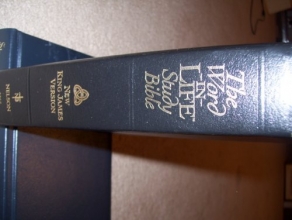 The
Word
IN
LIFE
Study
Bible
NEW
KING JAMES
VERSION
NELSON